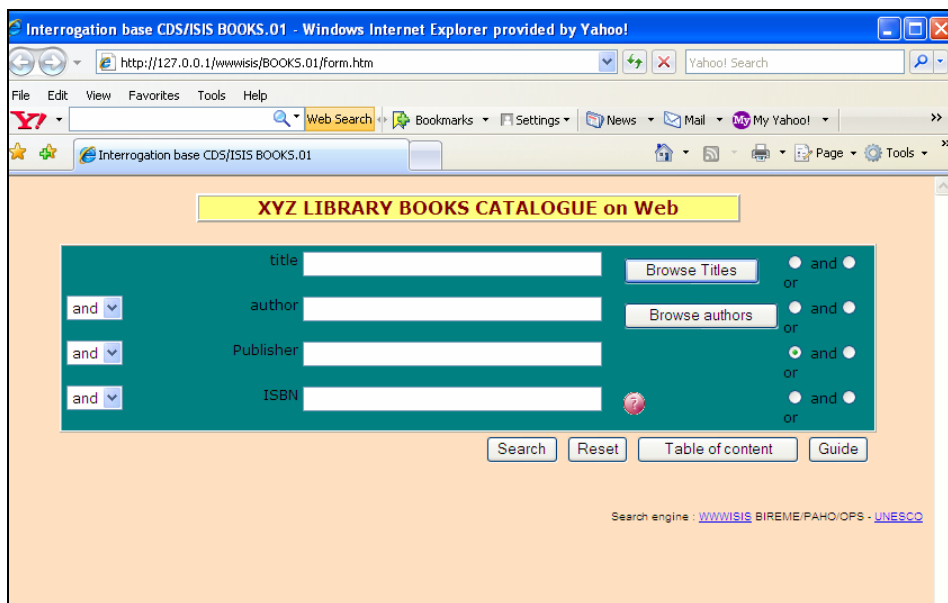 Interrogation base CDS/ISIS BOOKS.01 - Windows Internet Explorer provided by Yahoo!
http://127.0.0.1/wwwisis/BOOKS.01/form.htm Yahoo! Search
File Edit View Favorites Tools Help
Y! Web Search Bookmarks Settings News Mail My My Yahoo! »
Interrogation base CDS/ISIS BOOKS.01 Page Tools »
XYZ LIBRARY BOOKS CATALOGUE on Web
title Browse Titles and
or
and author Browse authors and
or
and Publisher and
or
and ISBN ? and
or
Search Reset Table of content Guide
Search engine : WWWISIS BIREME/PAHO/OPS - UNESCO